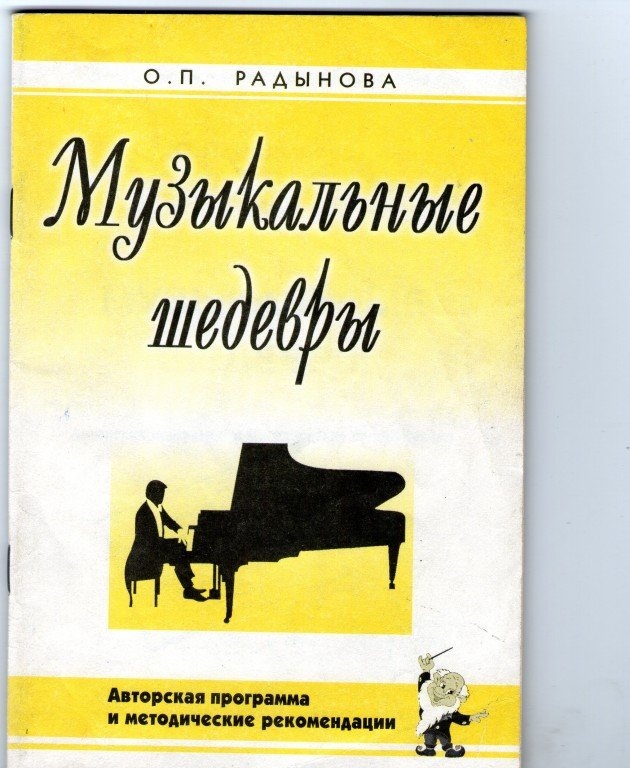 О.П. РАДЫНОВА
Музыкальные
шедевры
Авторская программа
и методические рекомендации